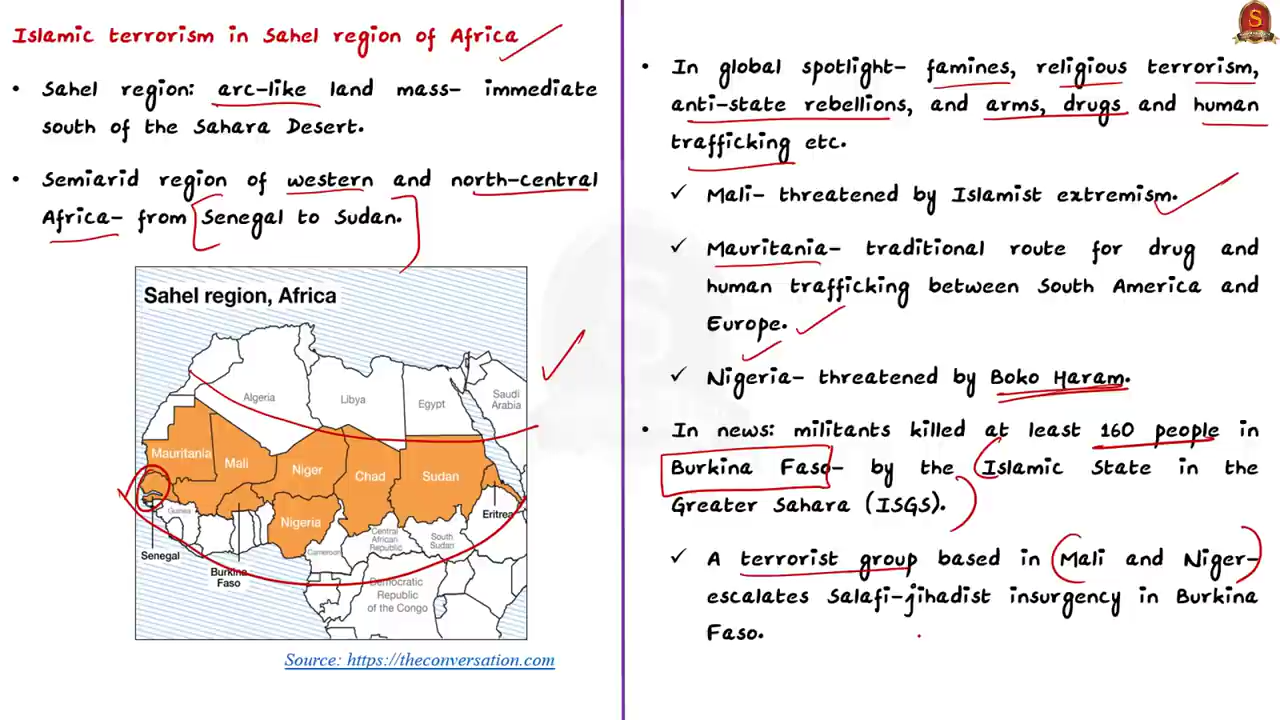 Islamic terrorism in Sahel region of Africa
• Sahel region: arc-like land mass- immediate
south of the Sahara Desert.
• Semiarid region of western and north-central
Africa- from Senegal to Sudan.
Sahel region, Africa
Algeria
Libya
Egypt
Saudi
Arabia
Mauritania
Mali
Niger
Chad
Sudan
Guinea
Nigeria
Eritrea
Senegal
Burkina
Faso
Cameroon
Central
African
Republic
South
Sudan
Democratic
Republic
of the Congo
Source: https://theconversation.com
S
• In global spotlight- famines, religious terrorism,
anti-state rebellions, and arms, drugs and human
trafficking etc.
✓ Mali- threatened by Islamist extremism.
✓ Mauritania- traditional route for drug and
human trafficking between South America and
Europe.
✓ Nigeria- threatened by Boko Haram.
• In news: militants killed at least 160 people in
Burkina Faso- by the Islamic State in the
Greater Sahara (ISGS).
✓ A terrorist group based in Mali and Niger-
escalates Salafi-jihadist insurgency in Burkina
Faso.